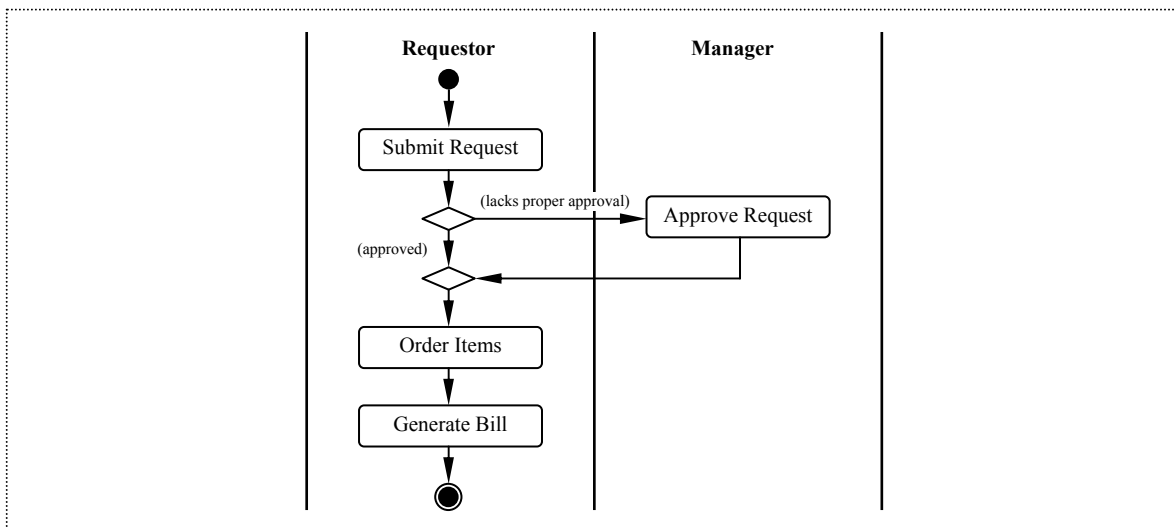 Requestor
Manager
Submit Request
(lacks proper approval)
Approve Request
(approved)
Order Items
Generate Bill